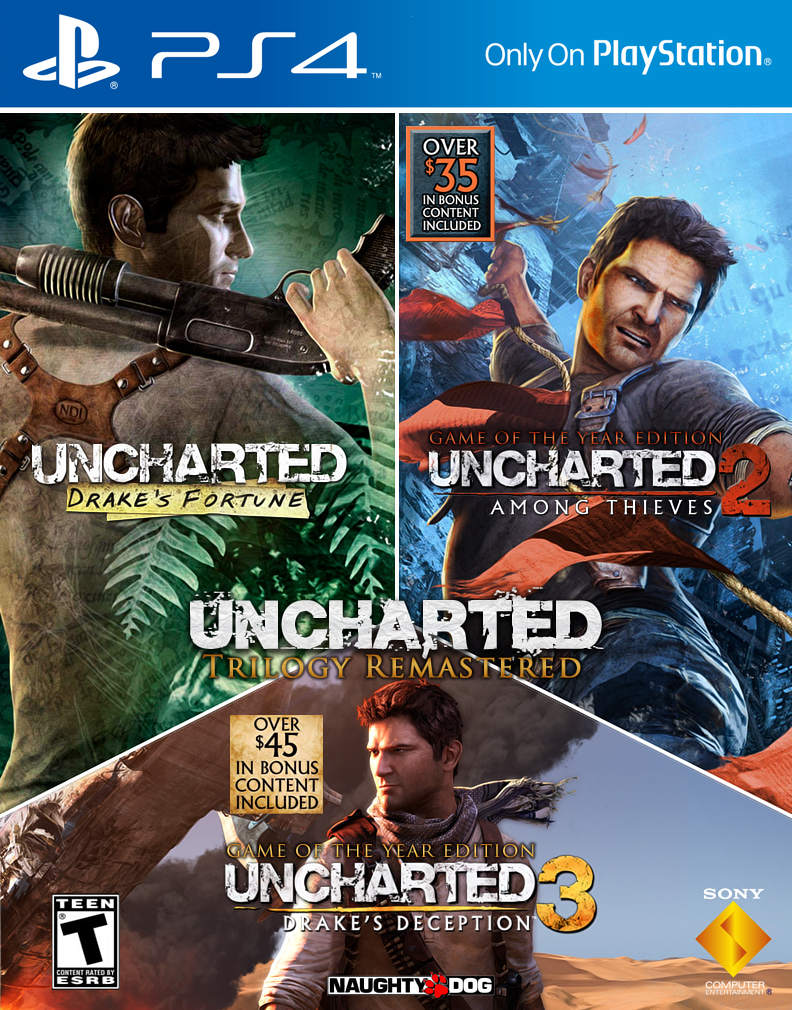 PS4™
Only On PlayStation®
OVER
$35
IN BONUS
CONTENT
INCLUDED
NDI
UNCHARTED
DRAKE'S FORTUNE
GAME OF THE YEAR EDITION
UNCHARTED 2
AMONG THIEVES
UNCHARTED
TRILOGY REMASTERED
OVER
$45
IN BONUS
CONTENT
INCLUDED
GAME OF THE YEAR EDITION
UNCHARTED 3
DRAKE'S DECEPTION
TEEN
T
CONTENT RATED BY
ESRB
NAUGHTY DOG
SONY
COMPUTER
ENTERTAINMENT